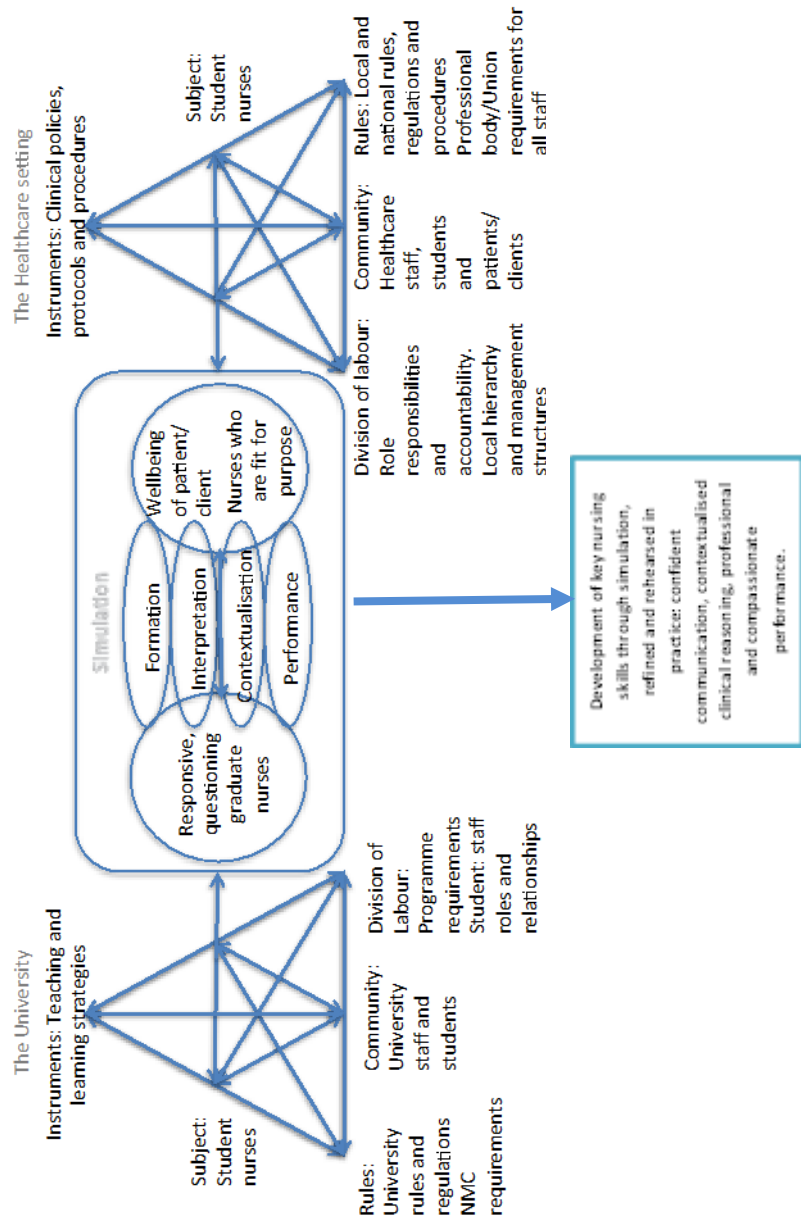 The University
Instruments: Teaching and
learning strategies
Subject:
Student
nurses
Rules:
University
rules and
regulations
NMC
requirements
Community:
University
staff and
students
Division of
Labour:
Programme
requirements
Student: staff
roles and
relationships
Simulation
Responsive,
questioning
graduate
nurses
Formation
Interpretation
Contextualisation
Performance
Wellbeing
of patient/
client
Nurses who
are fit for
purpose
The Healthcare setting
Instruments: Clinical policies,
protocols and procedures
Subject:
Student
nurses
Division of labour:
Role
responsibilities
and
accountability.
Local hierarchy
and management
structures
Community:
Healthcare
staff,
students
and
patients/
clients
Rules: Local and
national rules,
regulations and
procedures
Professional
body/Union
requirements for
all staff
Development of key nursing
skills through simulation,
refined and rehearsed in
practice: confident
communication, contextualised
clinical reasoning, professional
and compassionate
performance.